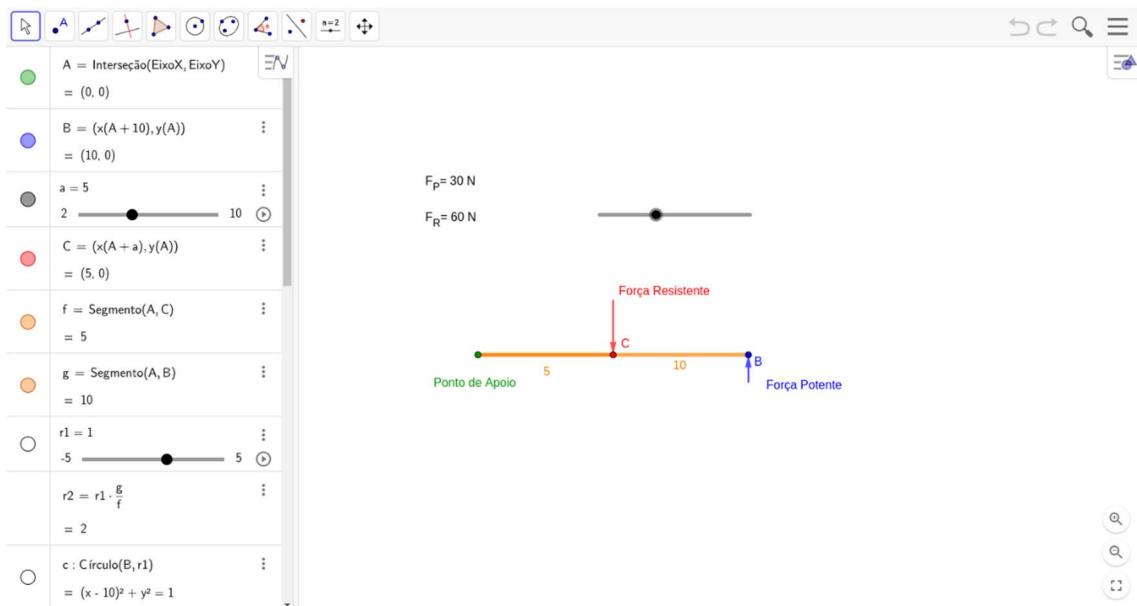 A
a=2
A = Interseção(EixoX, EixoY)
= (0, 0)
B = (x(A + 10), y(A))
= (10, 0)
a = 5
2 10
C = (x(A + a), y(A))
= (5, 0)
f = Segmento(A, C)
= 5
g = Segmento(A, B)
= 10
r1 = 1
-5 5
r2 = r1 · g/f
= 2
c : Círculo(B, r1)
= (x - 10)² + y² = 1
F_P= 30 N
F_R= 60 N
Força Resistente
C
B
5
10
Ponto de Apoio
Força Potente